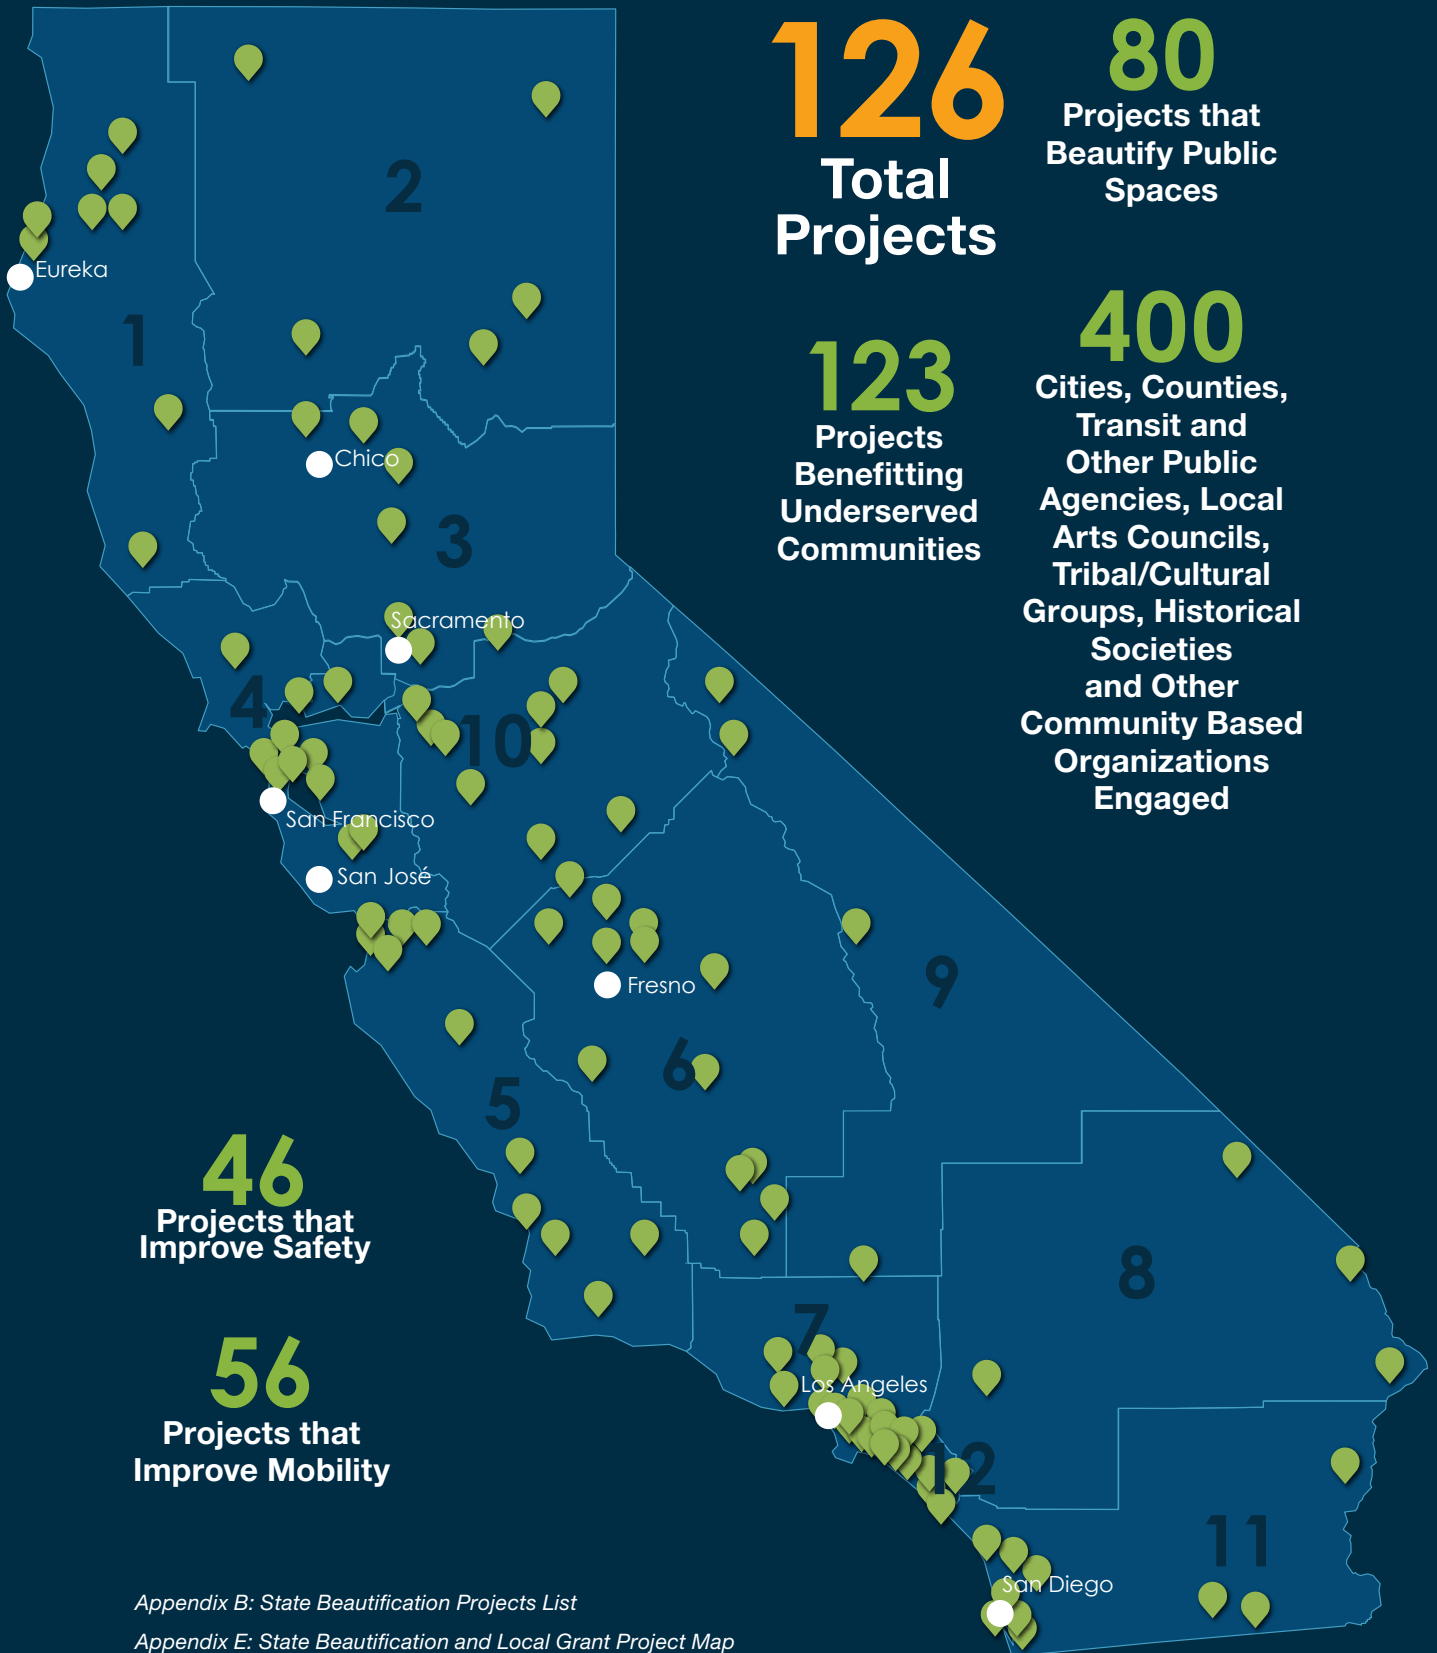 126
Total
Projects
80
Projects that
Beautify Public
Spaces
123
Projects
Benefitting
Underserved
Communities
400
Cities, Counties,
Transit and
Other Public
Agencies, Local
Arts Councils,
Tribal/Cultural
Groups, Historical
Societies
and Other
Community Based
Organizations
Engaged
2
Eureka
1
Chico
3
Sacramento
4
10
San Francisco
San José
Fresno
9
6
5
8
7
Los Angeles
12
11
San Diego
46
Projects that
Improve Safety
56
Projects that
Improve Mobility
Appendix B: State Beautification Projects List
Appendix E: State Beautification and Local Grant Project Map